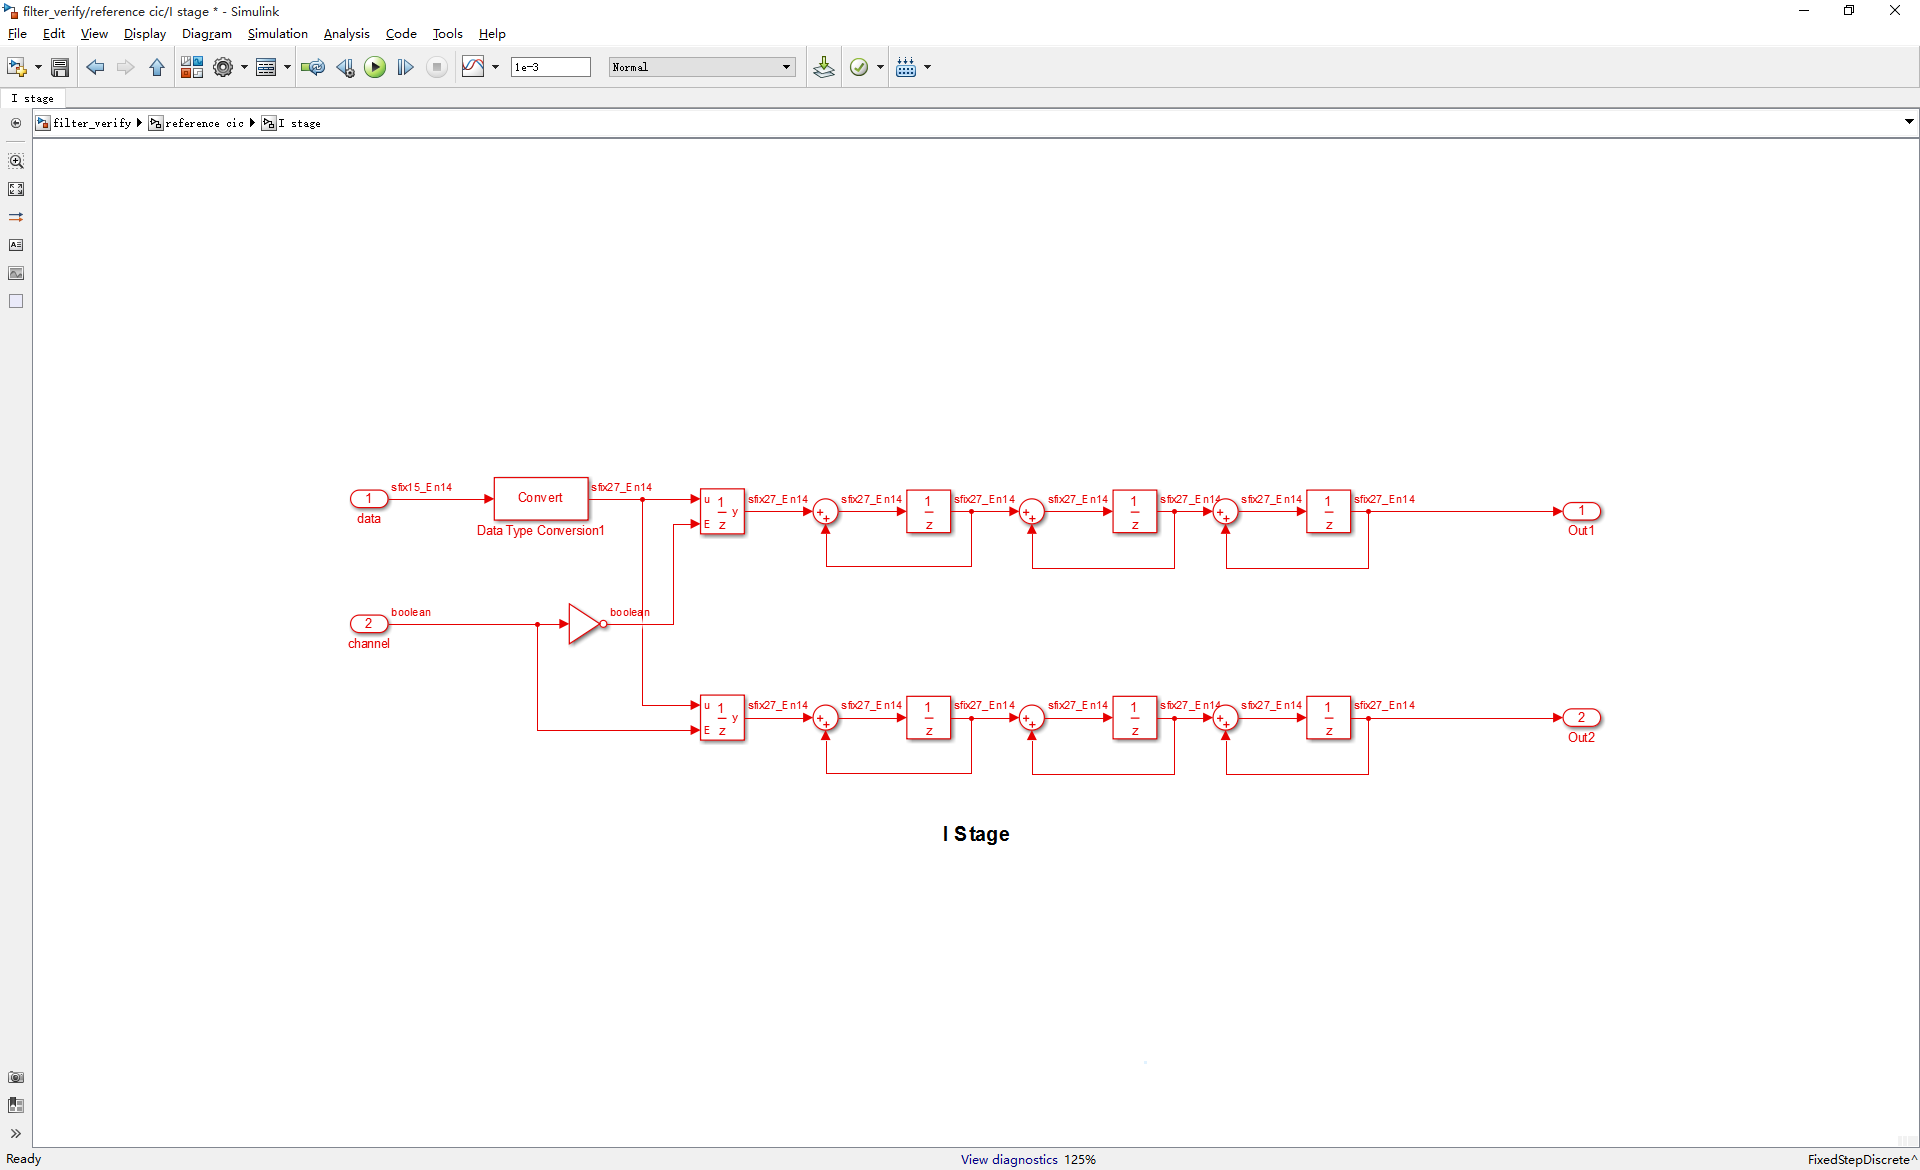 filter_verify/reference cic/I stage * - Simulink
File Edit View Display Diagram Simulation Analysis Code Tools Help
1e-3 Normal
I stage
filter_verify reference cic I stage
sfix15_En14 Convert sfix27_En14 u 1 y E z sfix27_En14 sfix27_En14 1 z sfix27_En14 sfix27_En14 1 z sfix27_En14 sfix27_En14 1 z sfix27_En14
1 1
data Data Type Conversion1 Out1
boolean boolean
2
channel
u 1 y E z sfix27_En14 sfix27_En14 1 z sfix27_En14 sfix27_En14 1 z sfix27_En14 sfix27_En14 1 z sfix27_En14
2
Out2
I Stage
Ready View diagnostics 125% FixedStepDiscrete